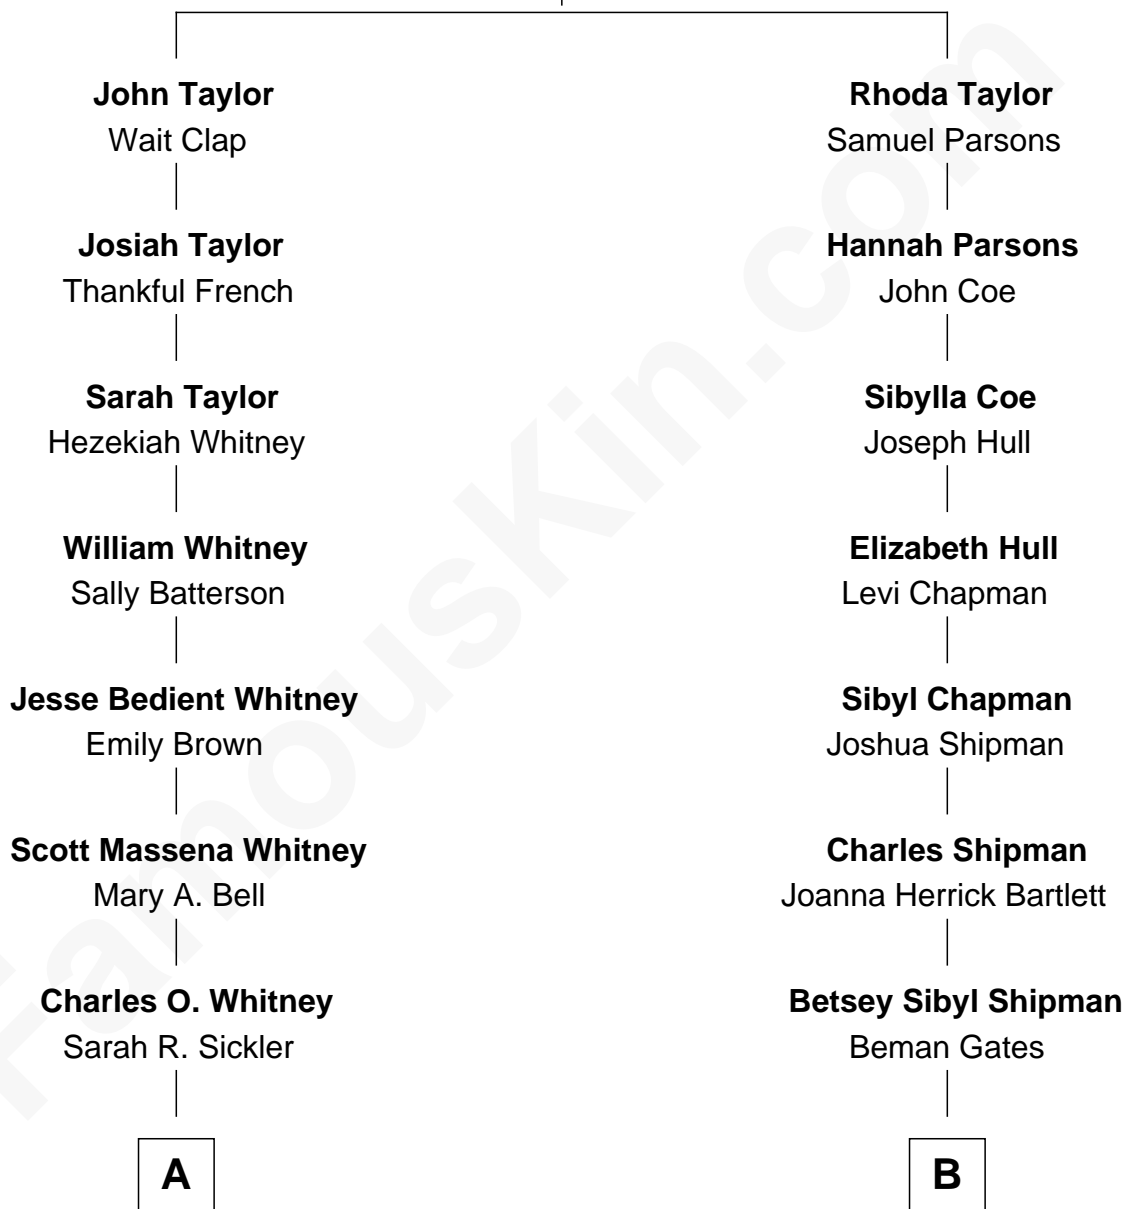 John Taylor
Wait Clap
Josiah Taylor
Thankful French
Sarah Taylor
Hezekiah Whitney
William Whitney
Sally Batterson
Jesse Bedient Whitney
Emily Brown
Scott Massena Whitney
Mary A. Bell
Charles O. Whitney
Sarah R. Sickler
A
Rhoda Taylor
Samuel Parsons
Hannah Parsons
John Coe
Sibylla Coe
Joseph Hull
Elizabeth Hull
Levi Chapman
Sibyl Chapman
Joshua Shipman
Charles Shipman
Joanna Herrick Bartlett
Betsey Sibyl Shipman
Beman Gates
B
FamousKin.com